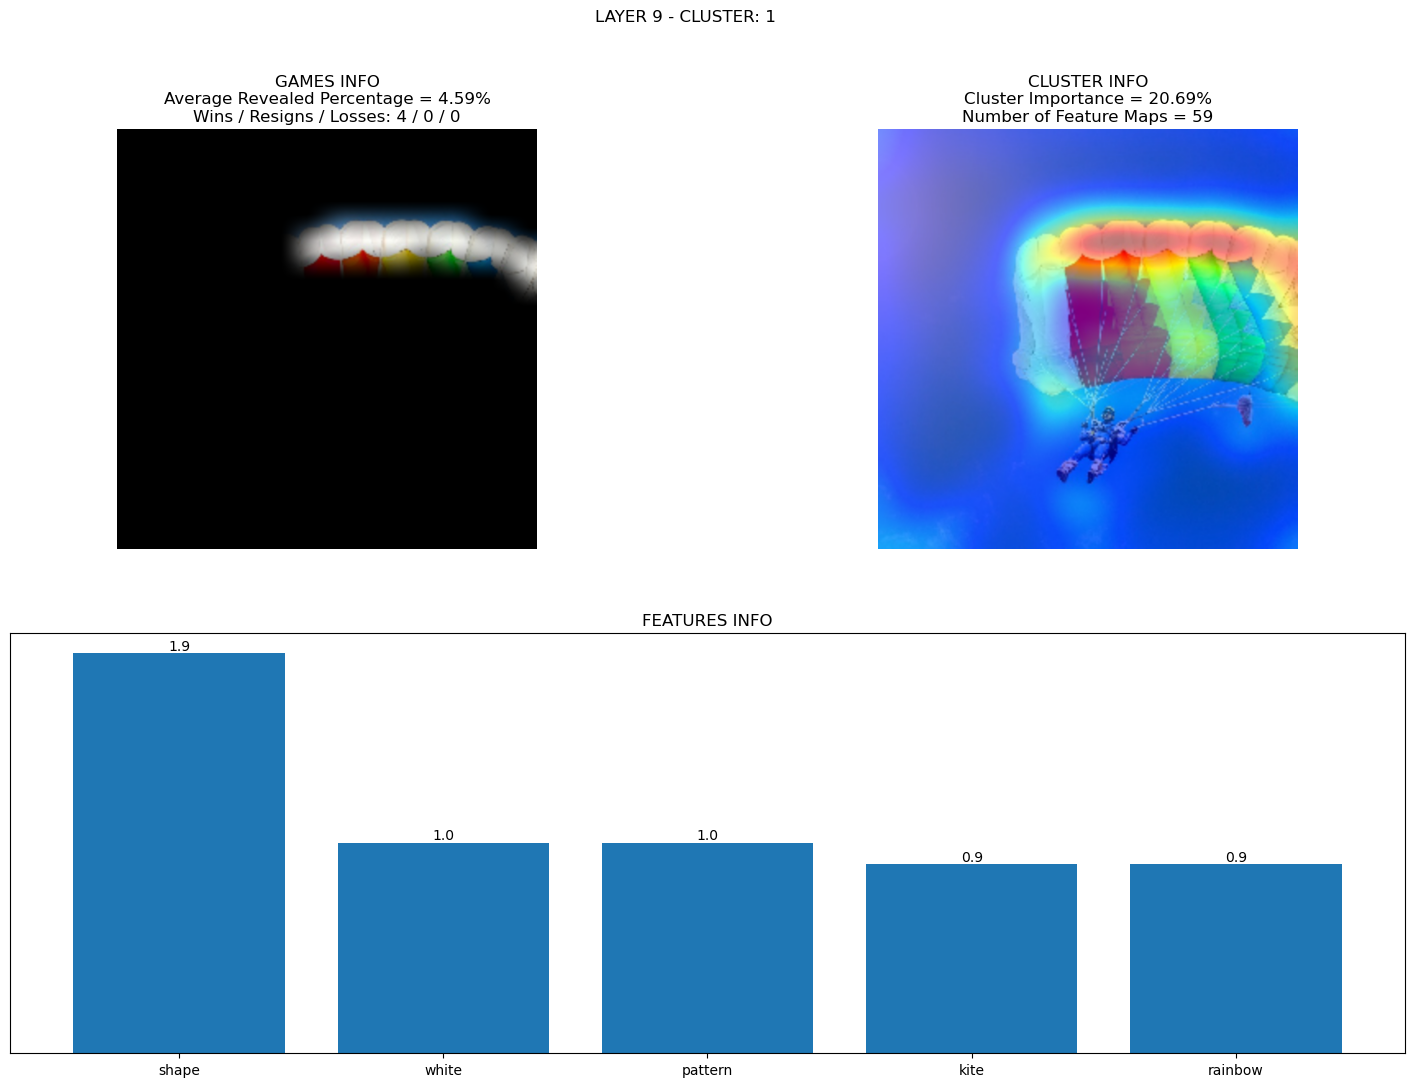 LAYER 9 - CLUSTER: 1
GAMES INFO
Average Revealed Percentage = 4.59%
Wins / Resigns / Losses: 4 / 0 / 0
CLUSTER INFO
Cluster Importance = 20.69%
Number of Feature Maps = 59
FEATURES INFO
1.9
1.0
1.0
0.9
0.9
shape
white
pattern
kite
rainbow